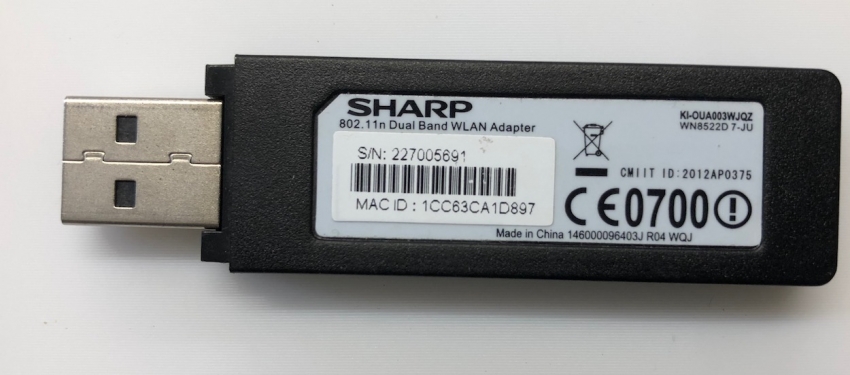 SHARP
802.11n Dual Band WLAN Adapter
KI-OUA003WJQZ
WN8522D 7-JU
S/N: 227005691
MAC ID : 1CC63CA1D897
CMIIT ID:2012AP0375
CE0700!
Made in China 146000096403J R04 WQJ